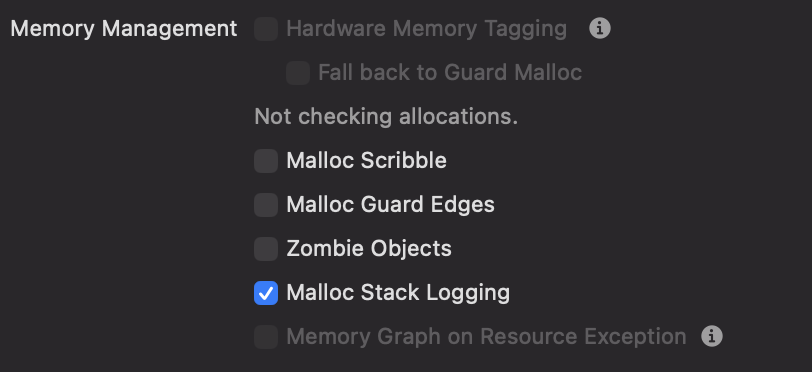 Memory Management Hardware Memory Tagging
Fall back to Guard Malloc
Not checking allocations.
Malloc Scribble
Malloc Guard Edges
Zombie Objects
Malloc Stack Logging
Memory Graph on Resource Exception